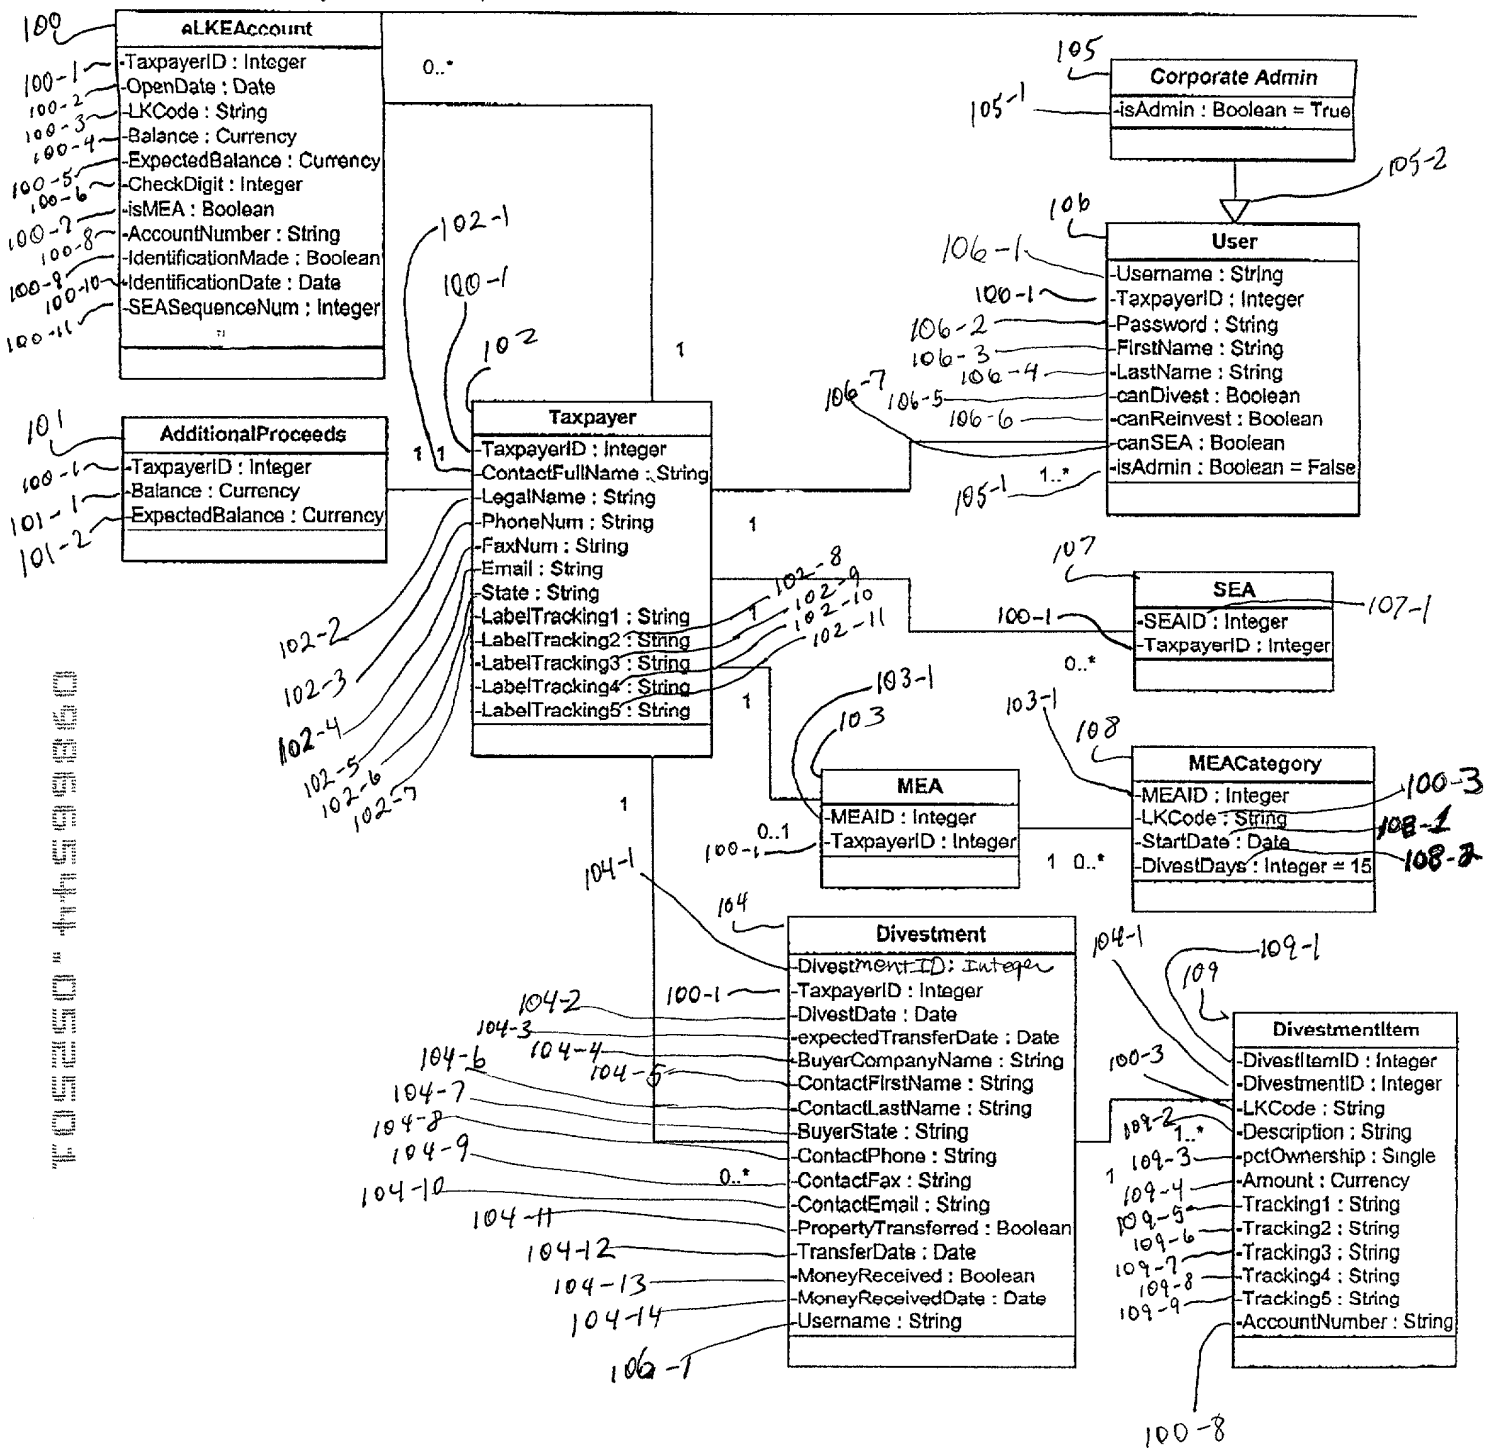 100
aLKEAccount
100-1
-TaxpayerID : Integer
100-2
-OpenDate : Date
100-3
-LKCode : String
100-4
-Balance : Currency
100-5
-ExpectedBalance : Currency
100-6
-CheckDigit : Integer
100-7
-isMEA : Boolean
100-8
-AccountNumber : String
100-9
-IdentificationMade : Boolean
100-10
-IdentificationDate : Date
100-11
-SEASequenceNum : Integer
0..*
1
101
AdditionalProceeds
100-1
-TaxpayerID : Integer
101-1
-Balance : Currency
101-2
-ExpectedBalance : Currency
1 1
102-1
100-1
102
Taxpayer
-TaxpayerID : Integer
-ContactFullName : String
-LegalName : String
-PhoneNum : String
-FaxNum : String
-Email : String
-State : String
-LabelTracking1 : String
-LabelTracking2 : String
-LabelTracking3 : String
-LabelTracking4 : String
-LabelTracking5 : String
102-2
102-3
102-4
102-5
102-6
102-7
102-8
102-9
102-10
102-11
1
1
1
1
105
Corporate Admin
105-1
-isAdmin : Boolean = True
105-2
106
User
106-1
-Username : String
100-1
-TaxpayerID : Integer
106-2
-Password : String
106-3
-FirstName : String
106-4
-LastName : String
106-5
-canDivest : Boolean
106-6
-canReinvest : Boolean
106-7
-canSEA : Boolean
105-1
-isAdmin : Boolean = False
1..*
107
SEA
107-1
-SEAID : Integer
100-1
-TaxpayerID : Integer
0..*
103-1
103
MEA
-MEAID : Integer
0..1
100-1
-TaxpayerID : Integer
1 0..*
103-1
108
MEACategory
-MEAID : Integer
100-3
-LKCode : String
108-1
-StartDate : Date
108-2
-DivestDays : Integer = 15
104-1
104
Divestment
-DivestmentID: Integer
100-1
-TaxpayerID : Integer
104-2
-DivestDate : Date
104-3
-expectedTransferDate : Date
104-4
-BuyerCompanyName : String
104-5
-ContactFirstName : String
104-6
-ContactLastName : String
104-7
-BuyerState : String
104-8
-ContactPhone : String
104-9
-ContactFax : String
104-10
-ContactEmail : String
104-11
-PropertyTransferred : Boolean
104-12
-TransferDate : Date
104-13
-MoneyReceived : Boolean
104-14
-MoneyReceivedDate : Date
106-1
-Username : String
0..*
1
1..*
104-1
109-1
109
DivestmentItem
-DivestItemID : Integer
-DivestmentID : Integer
100-3
-LKCode : String
109-2
-Description : String
109-3
-pctOwnership : Single
109-4
-Amount : Currency
109-5
-Tracking1 : String
109-6
-Tracking2 : String
109-7
-Tracking3 : String
109-8
-Tracking4 : String
109-9
-Tracking5 : String
-AccountNumber : String
100-8
09866544.052501